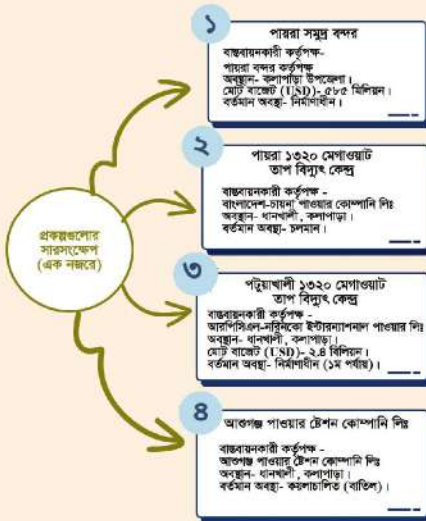 প্রকল্পগুলোর
সারসংক্ষেপ
(এক নজরে)
১
পায়রা সমুদ্র বন্দর
বাস্তবায়নকারী কর্তৃপক্ষ-
পায়রা বন্দর কর্তৃপক্ষ
অবস্থান- কলাপাড়া উপজেলা।
মোট বাজেট (USD)- ৫৮৫ মিলিয়ন।
বর্তমান অবস্থা- নির্মাণাধীন।
২
পায়রা ১৩২০ মেগাওয়াট
তাপ বিদ্যুৎ কেন্দ্র
বাস্তবায়নকারী কর্তৃপক্ষ -
বাংলাদেশ-চায়না পাওয়ার কোম্পানি লিঃ
অবস্থান- ধানখালী, কলাপাড়া।
বর্তমান অবস্থা- চলমান।
৩
পটুয়াখালী ১৩২০ মেগাওয়াট
তাপ বিদ্যুৎ কেন্দ্র
বাস্তবায়নকারী কর্তৃপক্ষ -
আরপিসিএল-নরিনকো ইন্টারন্যাশনাল পাওয়ার লিঃ
অবস্থান- ধানখালী, কলাপাড়া।
মোট বাজেট (USD)- ২.৪ বিলিয়ন।
বর্তমান অবস্থা- নির্মাণাধীন (১ম পর্যায়)।
৪
আশুগঞ্জ পাওয়ার ষ্টেশন কোম্পানি লিঃ
বাস্তবায়নকারী কর্তৃপক্ষ -
আশুগঞ্জ পাওয়ার ষ্টেশন কোম্পানি লিঃ
অবস্থান- ধানখালী, কলাপাড়া।
বর্তমান অবস্থা- কয়লাচালিত (বাতিল)।